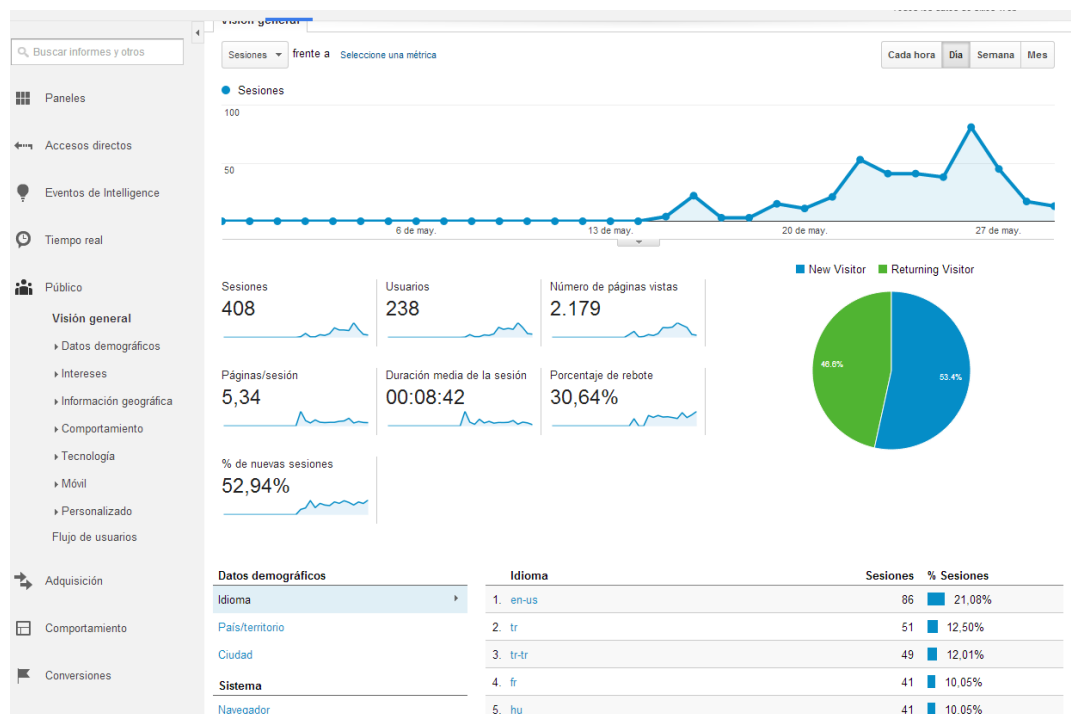 Visión general
Buscar informes y otros
Paneles
Accesos directos
Eventos de Intelligence
Tiempo real
Público
Visión general
Datos demográficos
Intereses
Información geográfica
Comportamiento
Tecnología
Móvil
Personalizado
Flujo de usuarios
Adquisición
Comportamiento
Conversiones
Sesiones frente a Seleccione una métrica
Cada hora Día Semana Mes
Sesiones
100
50
6 de may. 13 de may. 20 de may. 27 de may.
New Visitor Returning Visitor
46.6%
53.4%
Sesiones
408
Usuarios
238
Número de páginas vistas
2.179
Páginas/sesión
5,34
Duración media de la sesión
00:08:42
Porcentaje de rebote
30,64%
% de nuevas sesiones
52,94%
Datos demográficos
Idioma
País/territorio
Ciudad
Sistema
Navegador
Idioma Sesiones % Sesiones
1. en-us 86 21,08%
2. tr 51 12,50%
3. tr-tr 49 12,01%
4. fr 41 10,05%
5. hu 41 10,05%